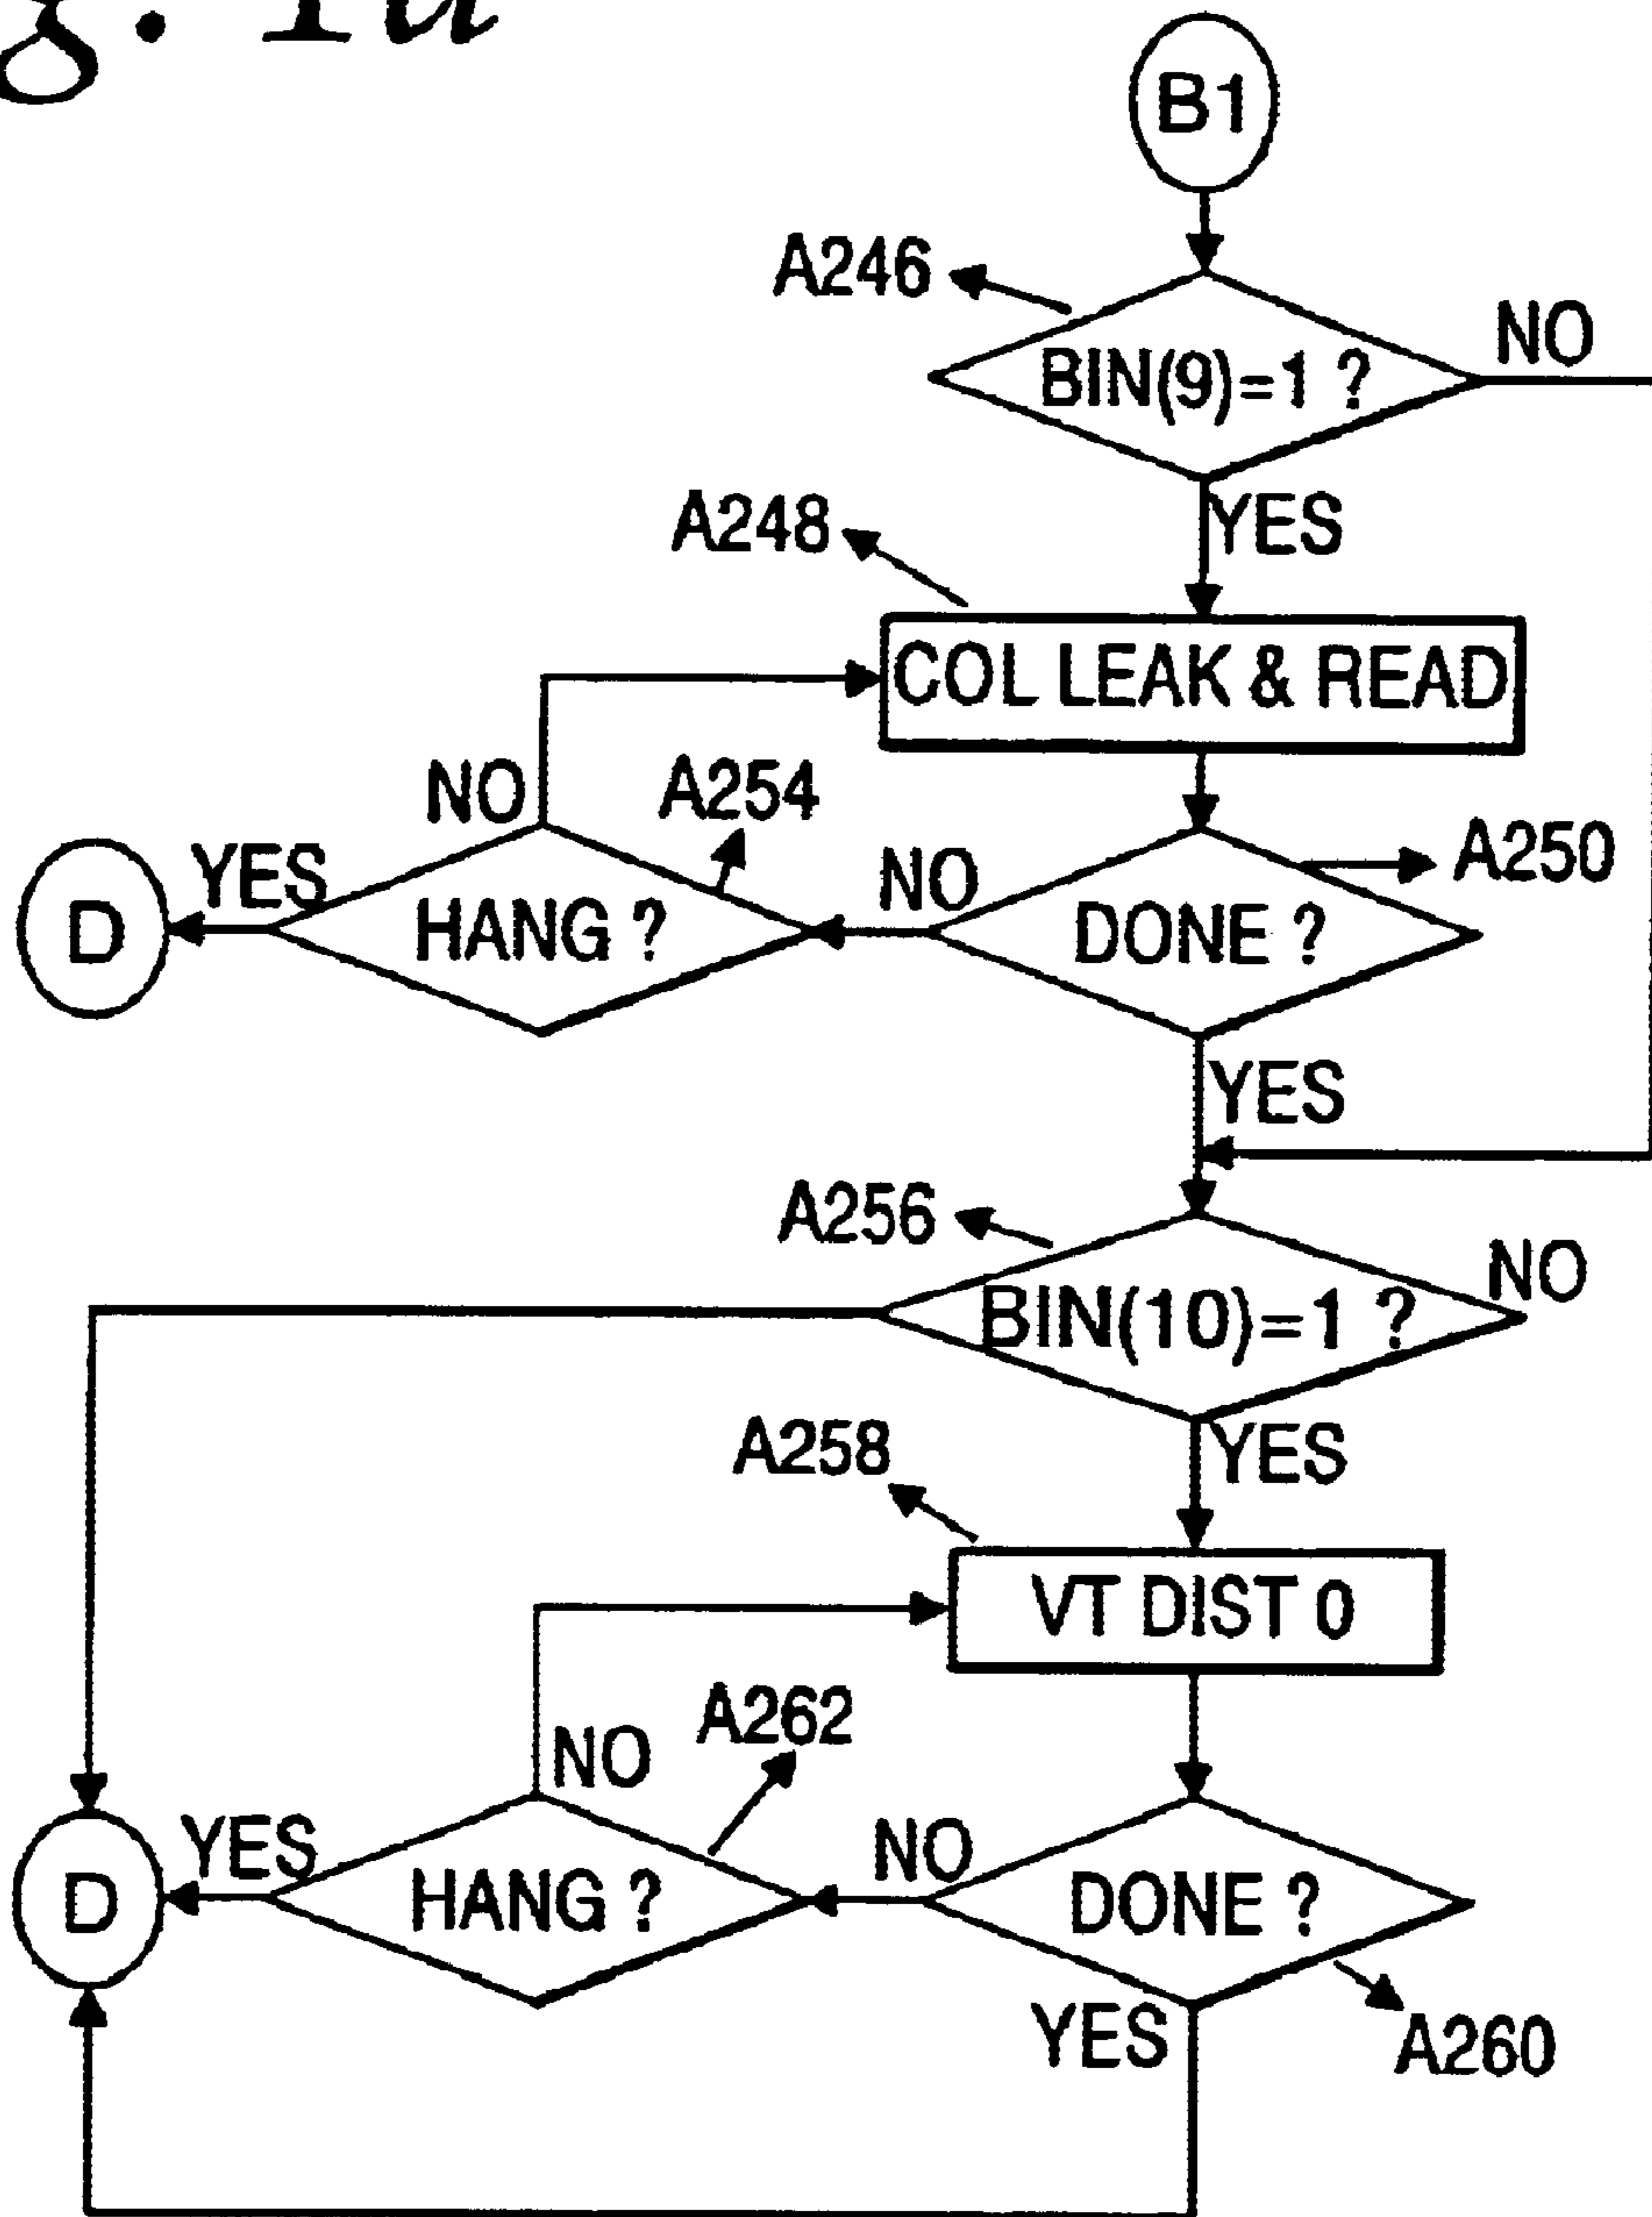 g. 1a
B1
A246
BIN(9)=1 ?
NO
YES
A248
COL LEAK & READ
NO
A254
A250
YES
D
HANG ?
NO
DONE ?
YES
A256
NO
BIN(10)=1 ?
YES
A258
VT DIST 0
A262
NO
YES
D
HANG ?
NO
DONE ?
YES
A260